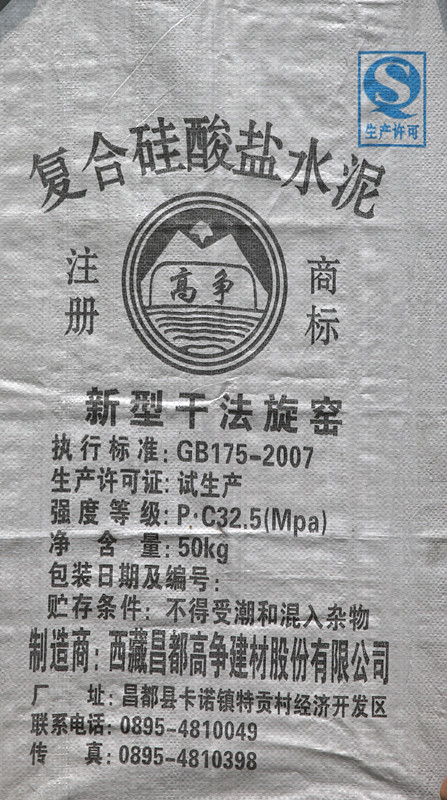 生产许可
复合硅酸盐水泥
注册 商标
高争
新型干法旋窑
执行标准: GB175-2007
生产许可证: 试生产
强度等级: P·C32.5(Mpa)
净含量: 50kg
包装日期及编号:
贮存条件: 不得受潮和混入杂物
制造商: 西藏昌都高争建材股份有限公司
厂址: 昌都县卡诺镇特贡村经济开发区
联系电话: 0895-4810049
传真: 0895-4810398